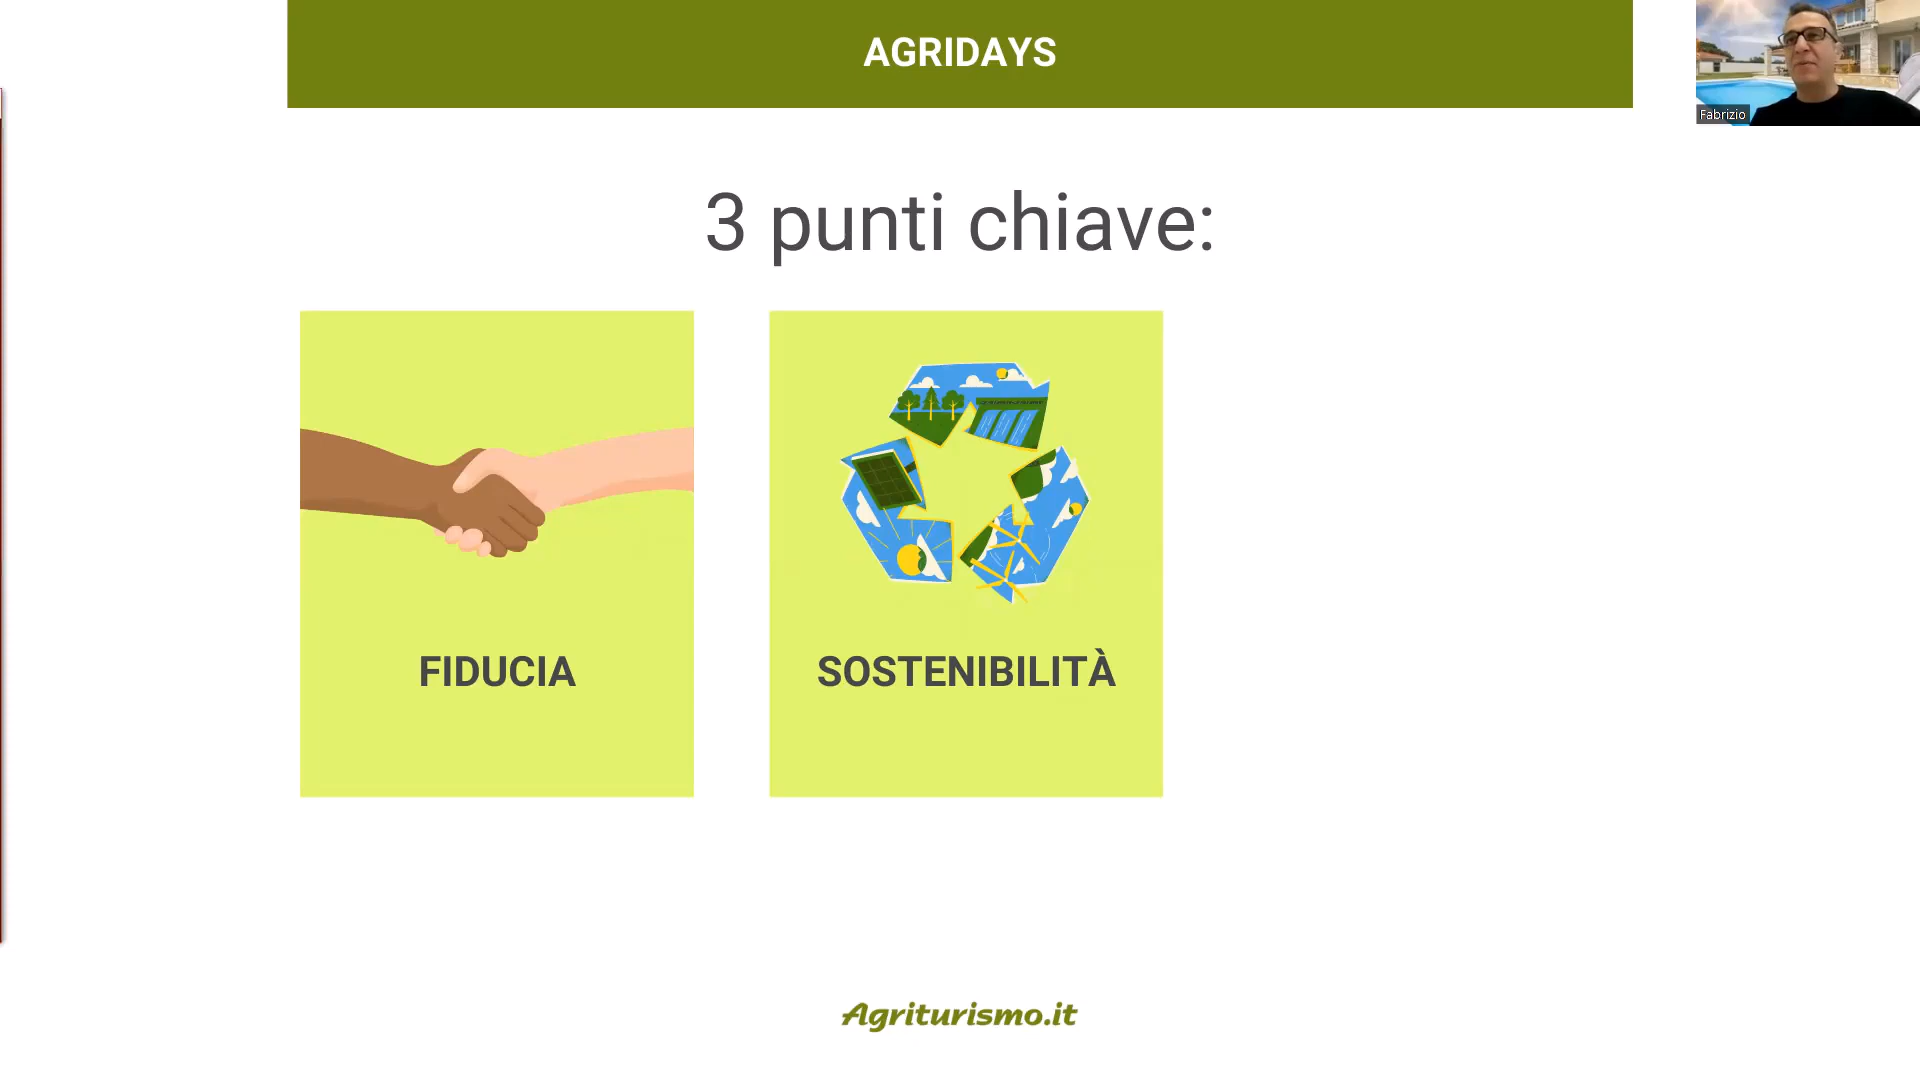 AGRIDAYS
Fabrizio
3 punti chiave:
FIDUCIA
SOSTENIBILITÀ
Agriturismo.it